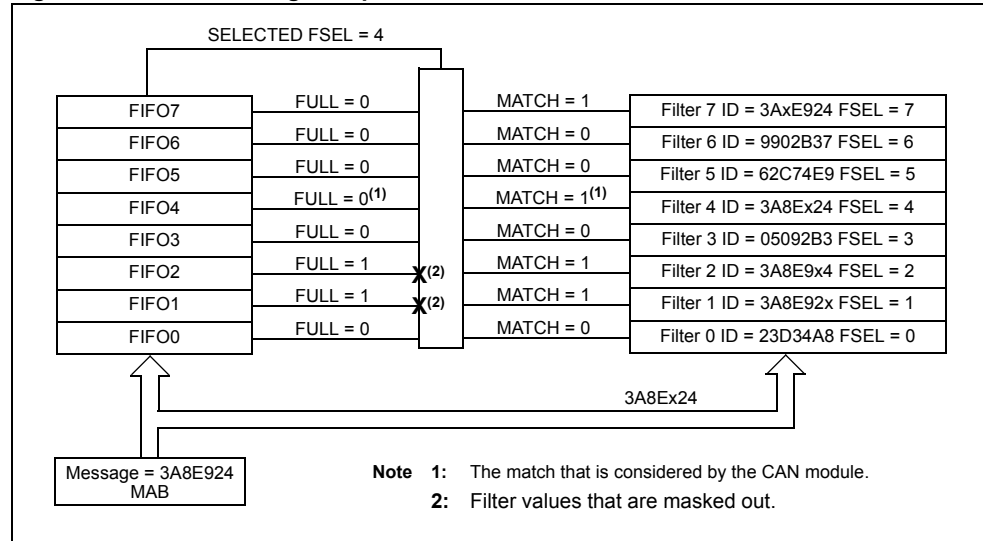 SELECTED FSEL = 4
FIFO7 FULL = 0 MATCH = 1 Filter 7 ID = 3AxE924 FSEL = 7
FIFO6 FULL = 0 MATCH = 0 Filter 6 ID = 9902B37 FSEL = 6
FIFO5 FULL = 0 MATCH = 0 Filter 5 ID = 62C74E9 FSEL = 5
FIFO4 FULL = 0(1) MATCH = 1(1) Filter 4 ID = 3A8Ex24 FSEL = 4
FIFO3 FULL = 0 MATCH = 0 Filter 3 ID = 05092B3 FSEL = 3
FIFO2 FULL = 1 X(2) MATCH = 1 Filter 2 ID = 3A8E9x4 FSEL = 2
FIFO1 FULL = 1 X(2) MATCH = 1 Filter 1 ID = 3A8E92x FSEL = 1
FIFO0 FULL = 0 MATCH = 0 Filter 0 ID = 23D34A8 FSEL = 0
3A8Ex24
Message = 3A8E924
MAB
Note 1: The match that is considered by the CAN module.
2: Filter values that are masked out.